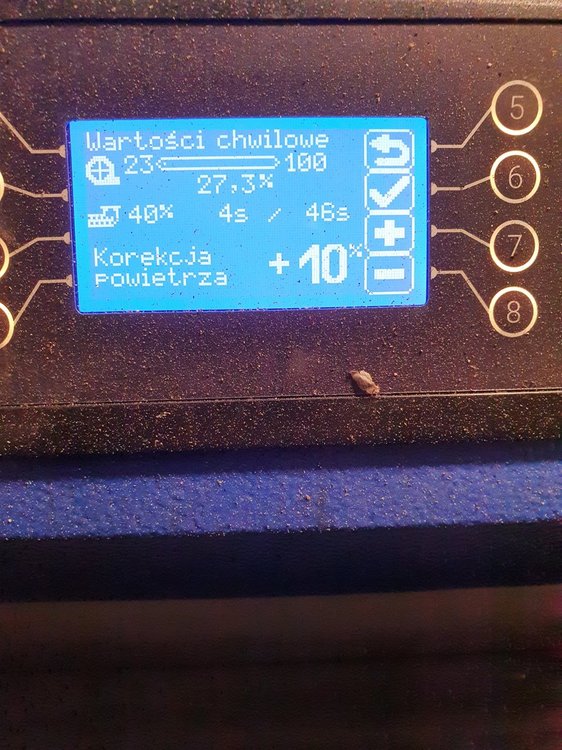 Wartości chwilowe
23 100
27,3%
40% 4s / 46s
Korekcja
powietrza
+10%
5
6
7
8